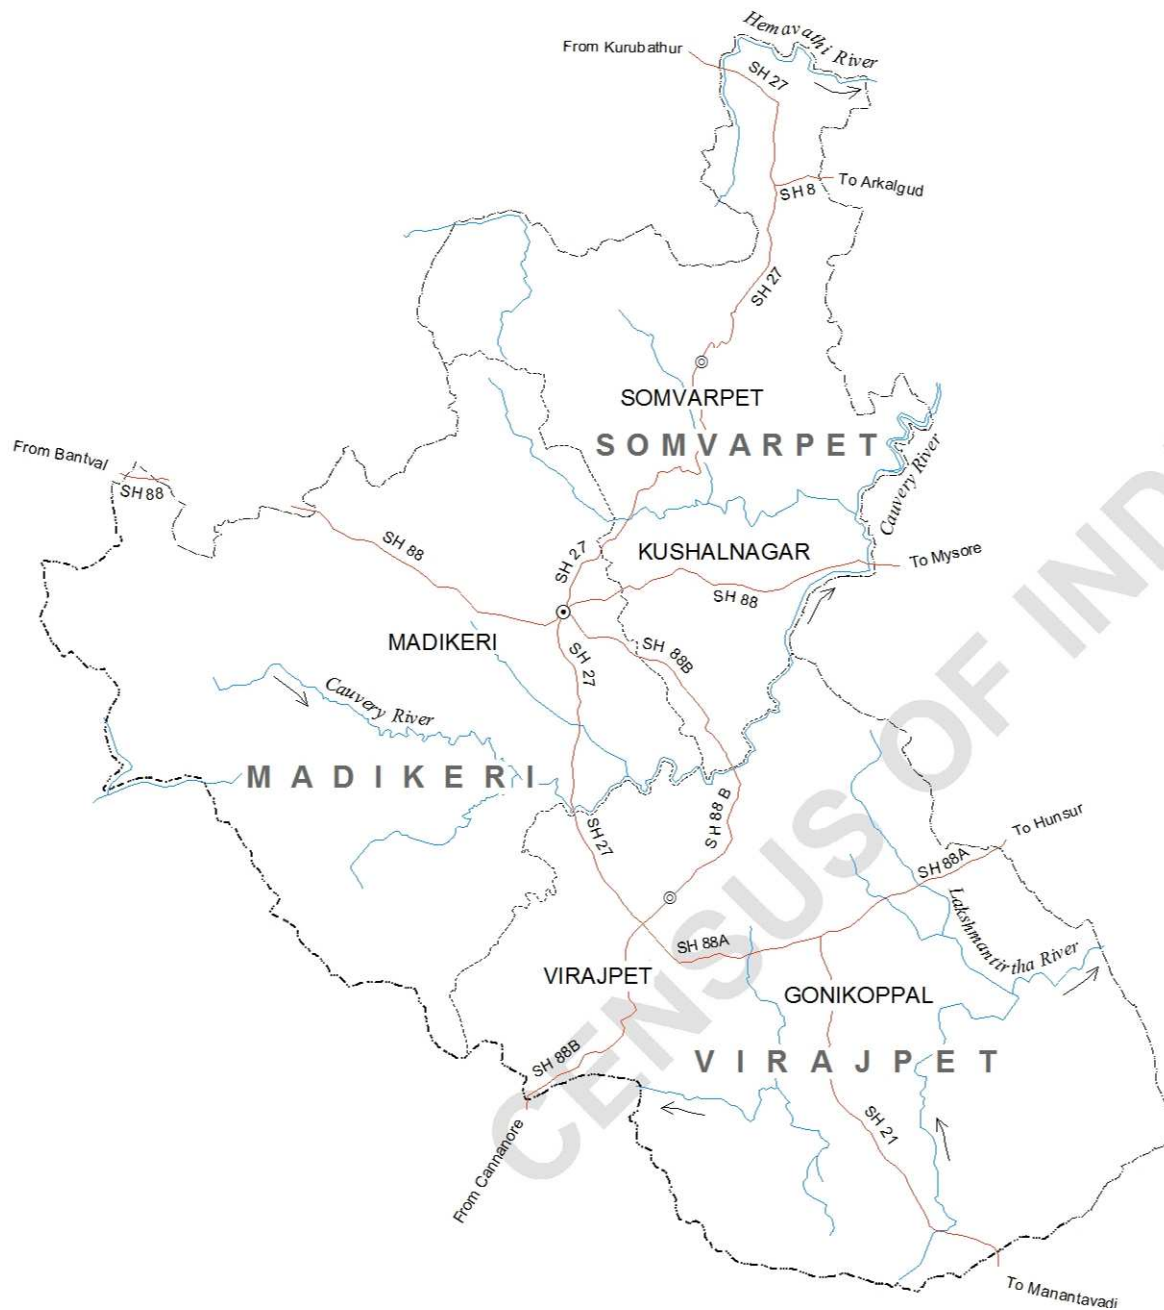 Hemavathi River
From Kurubathur
SH 27
To Arkalgud
SH 8
SH 27
SOMVARPET
SOMVARPET
From Bantval
SH 88
Cauvery River
SH 88
SH 27
KUSHALNAGAR
To Mysore
SH 88
MADIKERI
SH 27
SH 88B
Cauvery River
MADIKERI
SH 88 B
SH 27
To Hunsur
SH 88A
Lakshmantirtha River
SH 88A
VIRAJPET
GONIKOPPAL
VIRAJPET
SH 88B
SH 21
From Cannanore
To Manantavadi
CENSUS OF IND